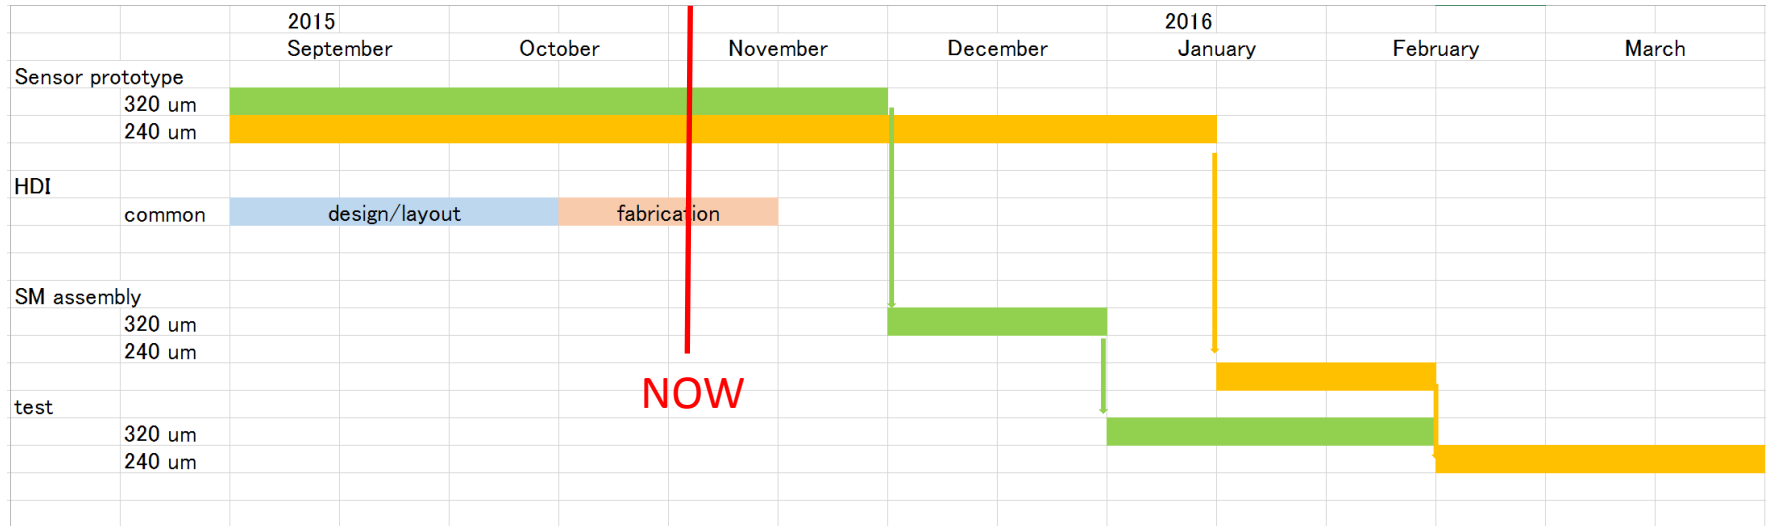 2015 2016
September October November December January February March
Sensor prototype
320 um
240 um
HDI
common design/layout fabrication
SM assembly
320 um
240 um
NOW
test
320 um
240 um